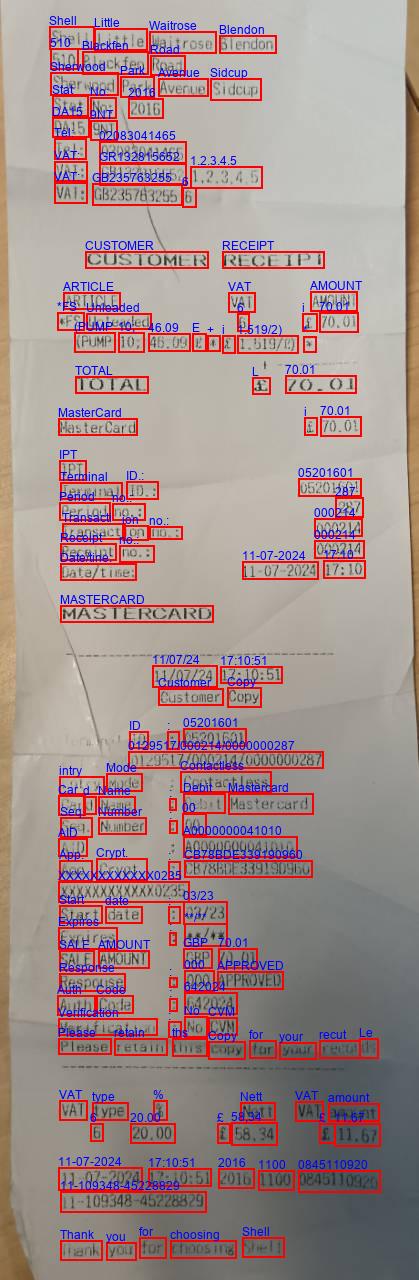 Shell Little Waitrose Blendon
510 Blackfen Road
Sherwood Park Avenue Sidcup
Stat No: 2016
DA15 9NT
Tel: 02083041465
VAT: GR132815652 1.2.3.4.5
VAT: GB235763255 6
CUSTOMER RECEIPT
ARTICLE VAT AMOUNT
*FS Unleaded 6 £ 70.01
(PUMP 10; 46.09 £ * £ 1.519/2) *
TOTAL £ 70.01
MasterCard £ 70.01
IPT
Terminal ID.: 05201601
Period no.: 287
Transaction no.: 000214
Receipt no.: 000214
Date/time: 11-07-2024 17:10
MASTERCARD
11/07/24 17:10:51
Customer Copy
Terminal ID : 05201601
0129517/000214/0000000287
Entry Mode : Contactless
Card Name : Debit Mastercard
Seq. Number : 00
AID : A0000000041010
App. Crypt. : CB78BDE33919D960
XXXXXXXXXXXX0235
Start date : 03/23
Expires : **/**
SALE AMOUNT GBP 70.01
Response : 000 APPROVED
Auth Code : 642024
Verification : No CVM
Please retain this copy for your records
VAT type % Nett VAT amount
6 20.00 £ 58.34 £ 11.67
11-07-2024 17:10:51 2016 1100 0845110920
11-109348-45228829
Thank you for choosing Shell